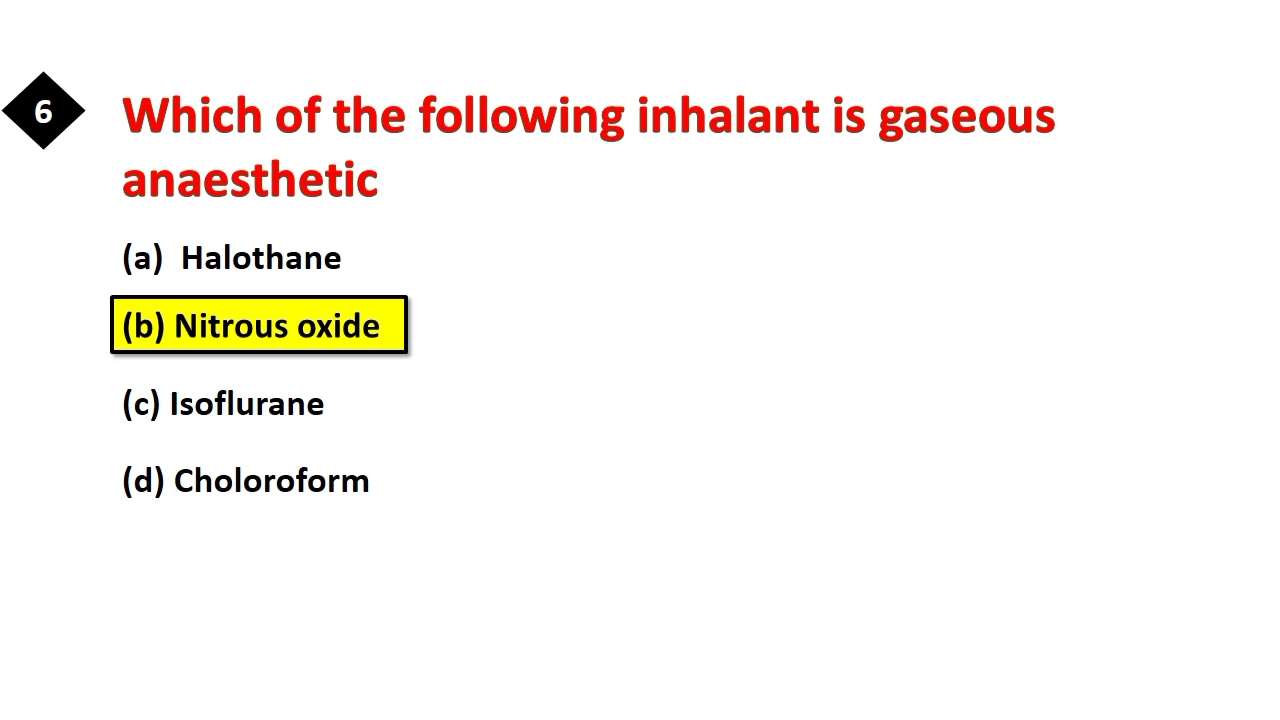 6
Which of the following inhalant is gaseous
anaesthetic
(a) Halothane
(b) Nitrous oxide
(c) Isoflurane
(d) Choloroform